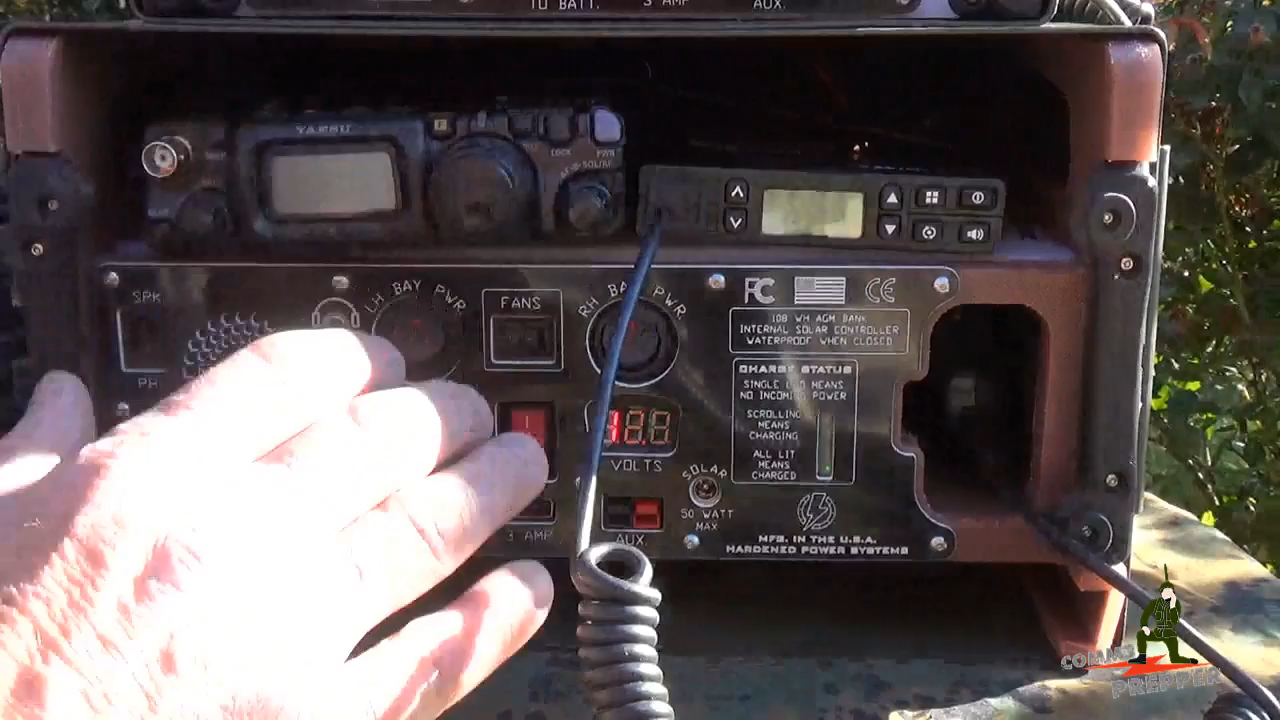 TO BATT.
3 AMP
AUX.
YAESU
F
LOCK
PWR
SPK
PH
LH BAY PWR
FANS
RH BAY PWR
FC
CE
108 WH AGM BANK
INTERNAL SOLAR CONTROLLER
WATERPROOF WHEN CLOSED
CHARGE STATUS
SINGLE LED MEANS
NO INCOMING POWER
SCROLLING
MEANS
CHARGING
ALL LIT
MEANS
CHARGED
VOLTS
SOLAR
50 WATT
MAX
3 AMP
AUX.
MFG. IN THE U.S.A.
HARDENED POWER SYSTEMS
COMMS
PREPPER